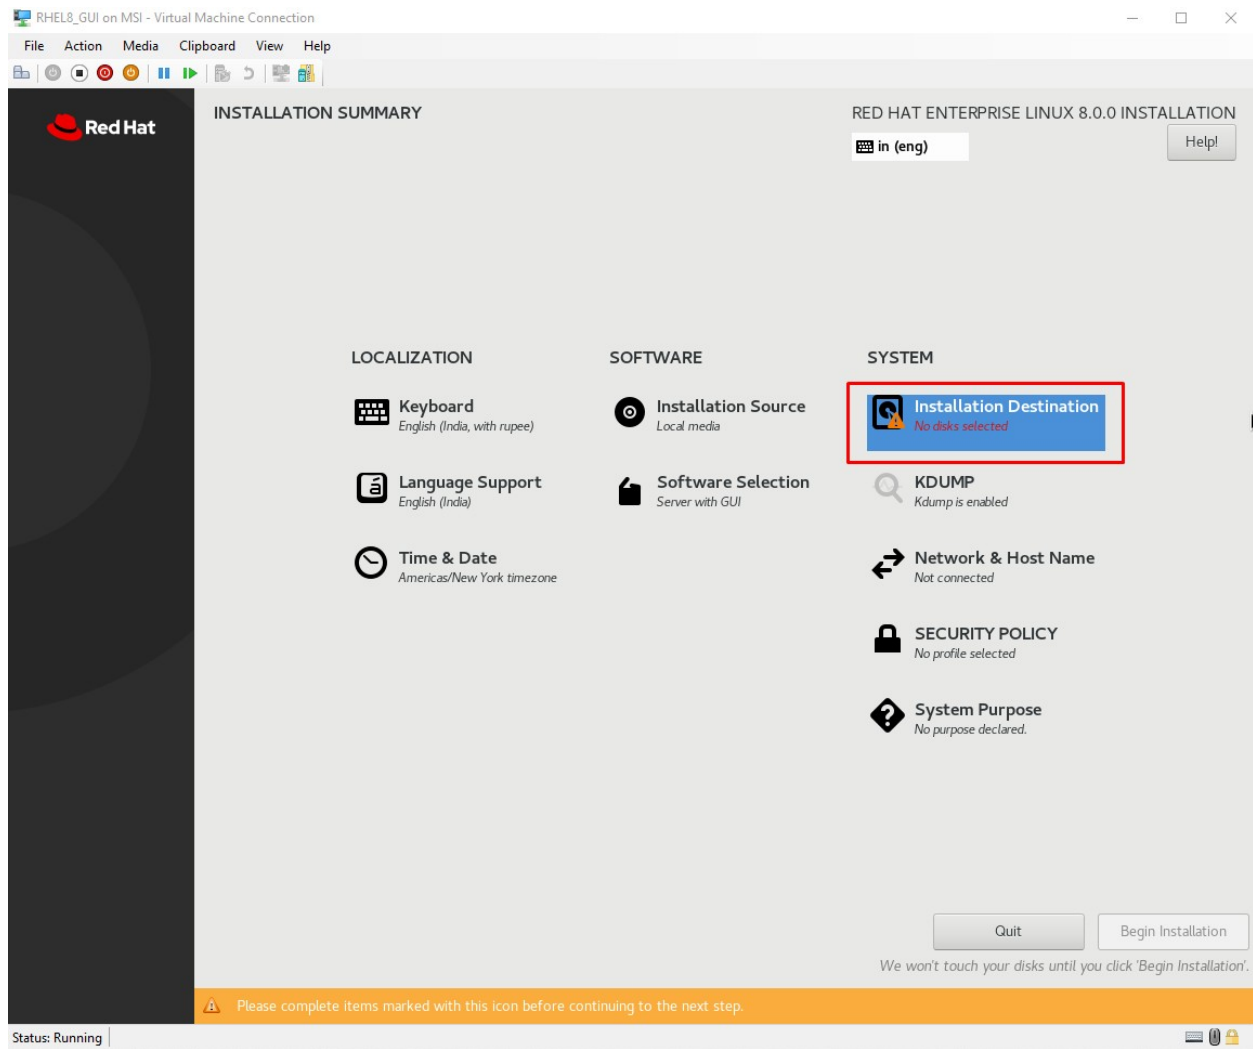 RHEL8_GUI on MSI - Virtual Machine Connection
File Action Media Clipboard View Help
Red Hat
INSTALLATION SUMMARY
RED HAT ENTERPRISE LINUX 8.0.0 INSTALLATION
in (eng)
Help!
LOCALIZATION
Keyboard
English (India, with rupee)
Language Support
English (India)
Time & Date
Americas/New York timezone
SOFTWARE
Installation Source
Local media
Software Selection
Server with GUI
SYSTEM
Installation Destination
No disks selected
KDUMP
Kdump is enabled
Network & Host Name
Not connected
SECURITY POLICY
No profile selected
System Purpose
No purpose declared.
Quit
Begin Installation
We won't touch your disks until you click 'Begin Installation'.
Please complete items marked with this icon before continuing to the next step.
Status: Running